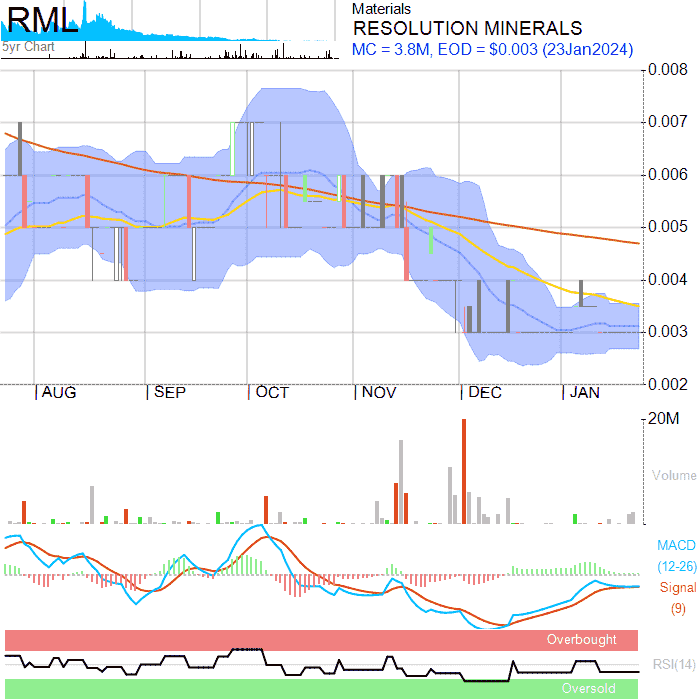 RML
5yr Chart
Materials
RESOLUTION MINERALS
MC = 3.8M, EOD = $0.003 (23Jan2024)
0.008
0.007
0.006
0.005
0.004
0.003
0.002
AUG SEP OCT NOV DEC JAN
20M
Volume
MACD
(12-26)
Signal
(9)
Overbought
RSI(14)
Oversold